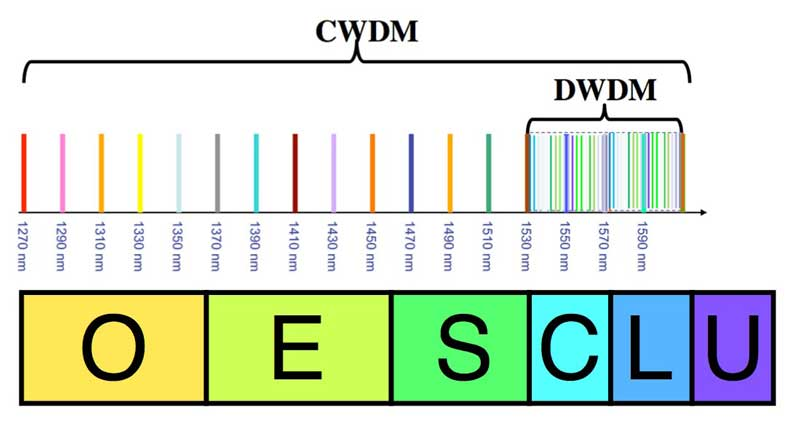 CWDM
DWDM
1270 nm
1290 nm
1310 nm
1330 nm
1350 nm
1370 nm
1390 nm
1410 nm
1430 nm
1450 nm
1470 nm
1490 nm
1510 nm
1530 nm
1550 nm
1570 nm
1590 nm
O E S C L U